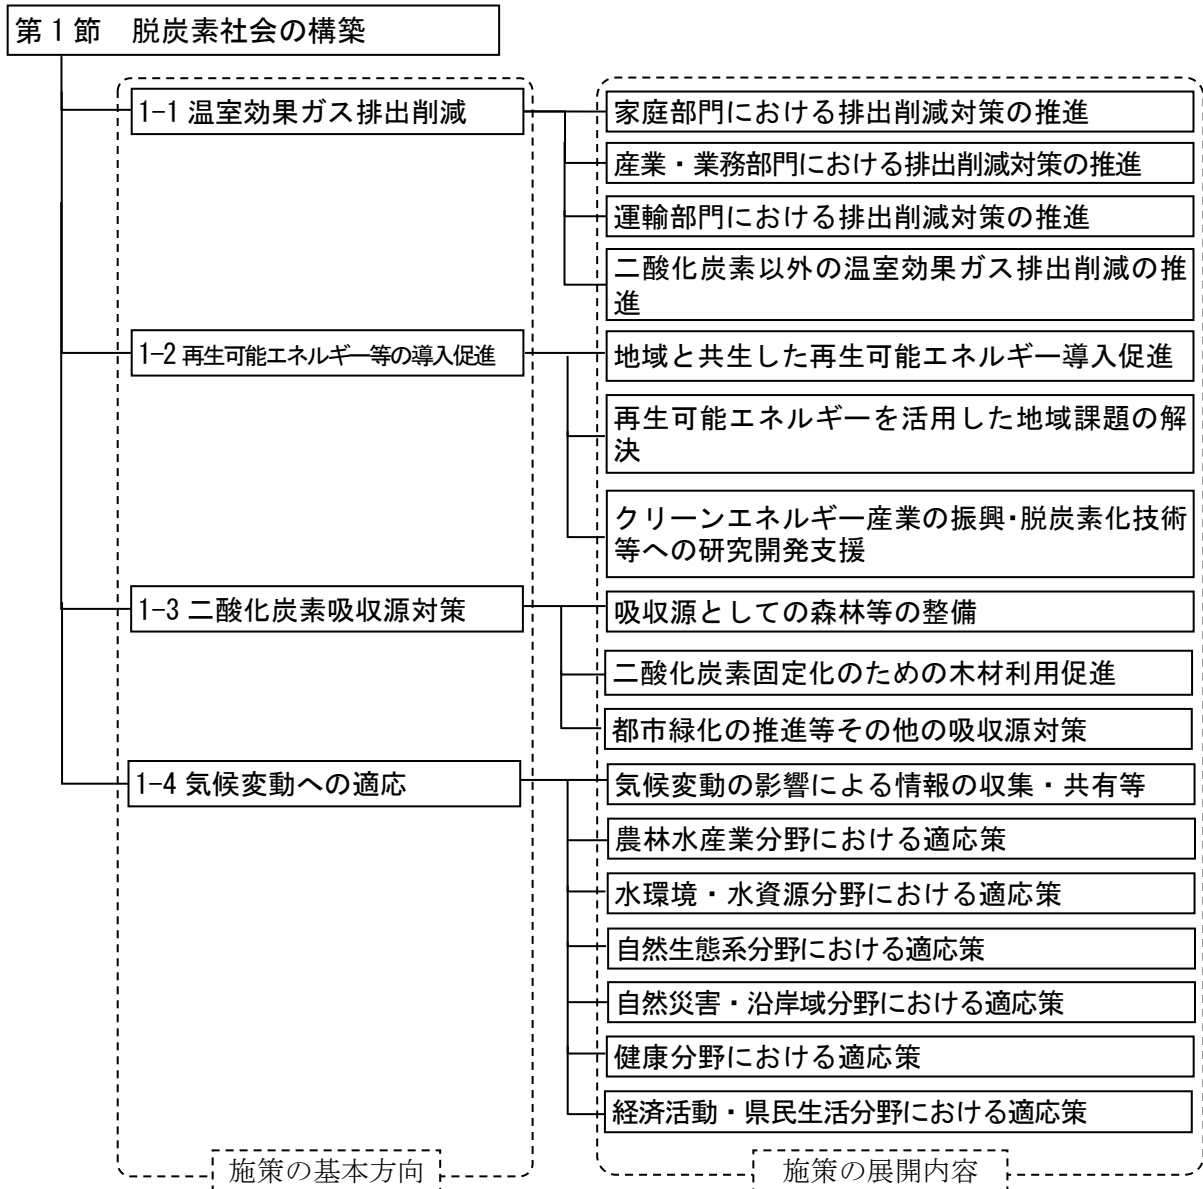 第1節　脱炭素社会の構築
1-1 温室効果ガス排出削減
家庭部門における排出削減対策の推進
産業・業務部門における排出削減対策の推進
運輸部門における排出削減対策の推進
二酸化炭素以外の温室効果ガス排出削減の推
進
1-2 再生可能エネルギー等の導入促進
地域と共生した再生可能エネルギー導入促進
再生可能エネルギーを活用した地域課題の解
決
クリーンエネルギー産業の振興・脱炭素化技術
等への研究開発支援
1-3 二酸化炭素吸収源対策
吸収源としての森林等の整備
二酸化炭素固定化のための木材利用促進
都市緑化の推進等その他の吸収源対策
1-4 気候変動への適応
気候変動の影響による情報の収集・共有等
農林水産業分野における適応策
水環境・水資源分野における適応策
自然生態系分野における適応策
自然災害・沿岸域分野における適応策
健康分野における適応策
経済活動・県民生活分野における適応策
施策の基本方向
施策の展開内容